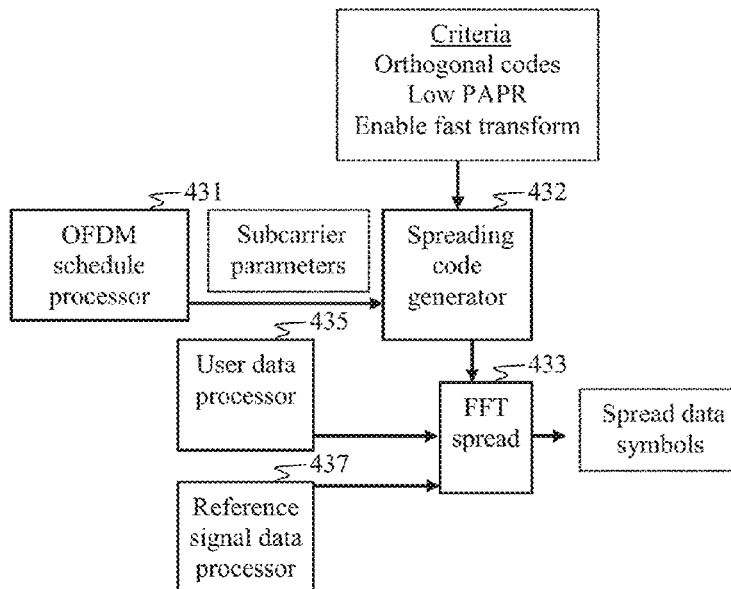 Criteria
Orthogonal codes
Low PAPR
Enable fast transform
431
OFDM
schedule
processor
Subcarrier
parameters
432
Spreading
code
generator
435
User data
processor
433
FFT
spread
Spread data
symbols
437
Reference
signal data
processor